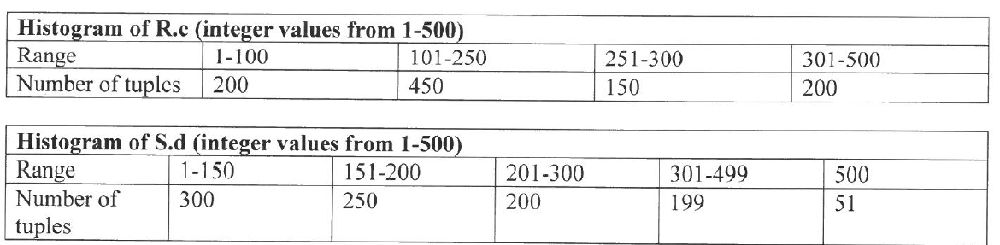 Histogram of R.c (integer values from 1-500)
Range 1-100 101-250 251-300 301-500
Number of tuples 200 450 150 200
Histogram of S.d (integer values from 1-500)
Range 1-150 151-200 201-300 301-499 500
Number of 300 250 200 199 51
tuples